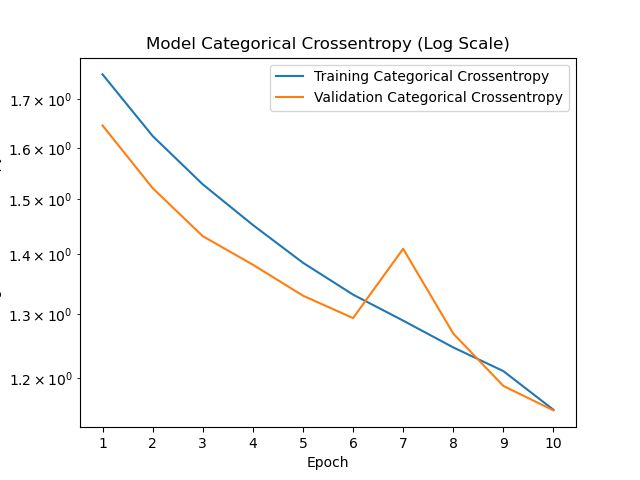 Model Categorical Crossentropy (Log Scale)
Training Categorical Crossentropy
Validation Categorical Crossentropy
1.7 × 10⁰
1.6 × 10⁰
1.5 × 10⁰
1.4 × 10⁰
1.3 × 10⁰
1.2 × 10⁰
1 2 3 4 5 6 7 8 9 10
Epoch